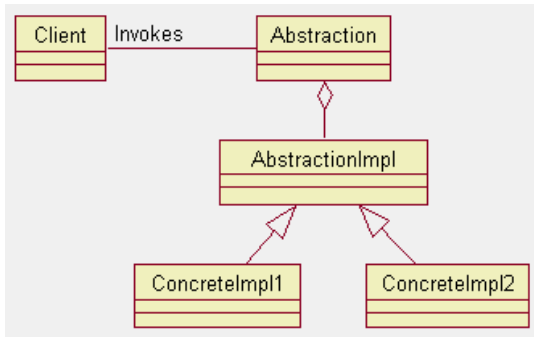 Client
Invokes
Abstraction
AbstractionImpl
ConcreteImpl1
ConcreteImpl2